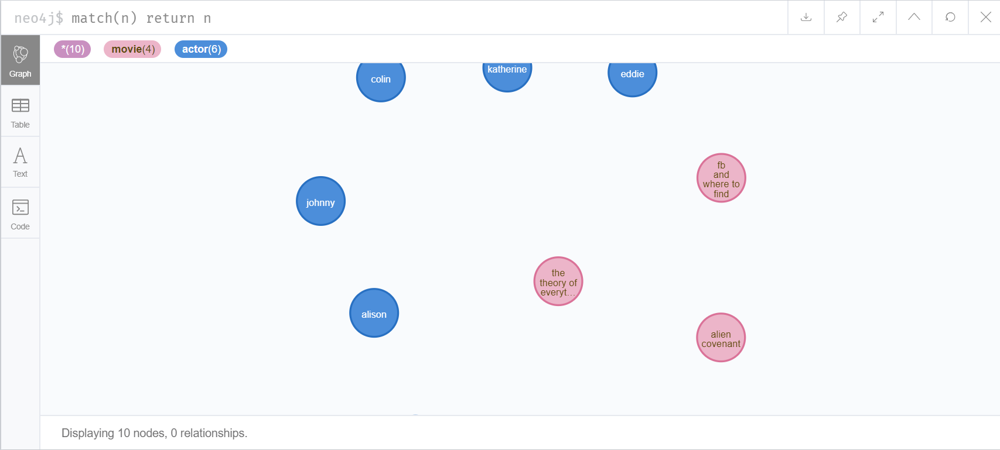 neo4j$ match(n) return n
*(10) movie(4) actor(6)
Graph
Table
Text
Code
colin
katherine
eddie
fb
and
where to
find
johnny
the
theory of
everyt...
alison
alien
covenant
Displaying 10 nodes, 0 relationships.